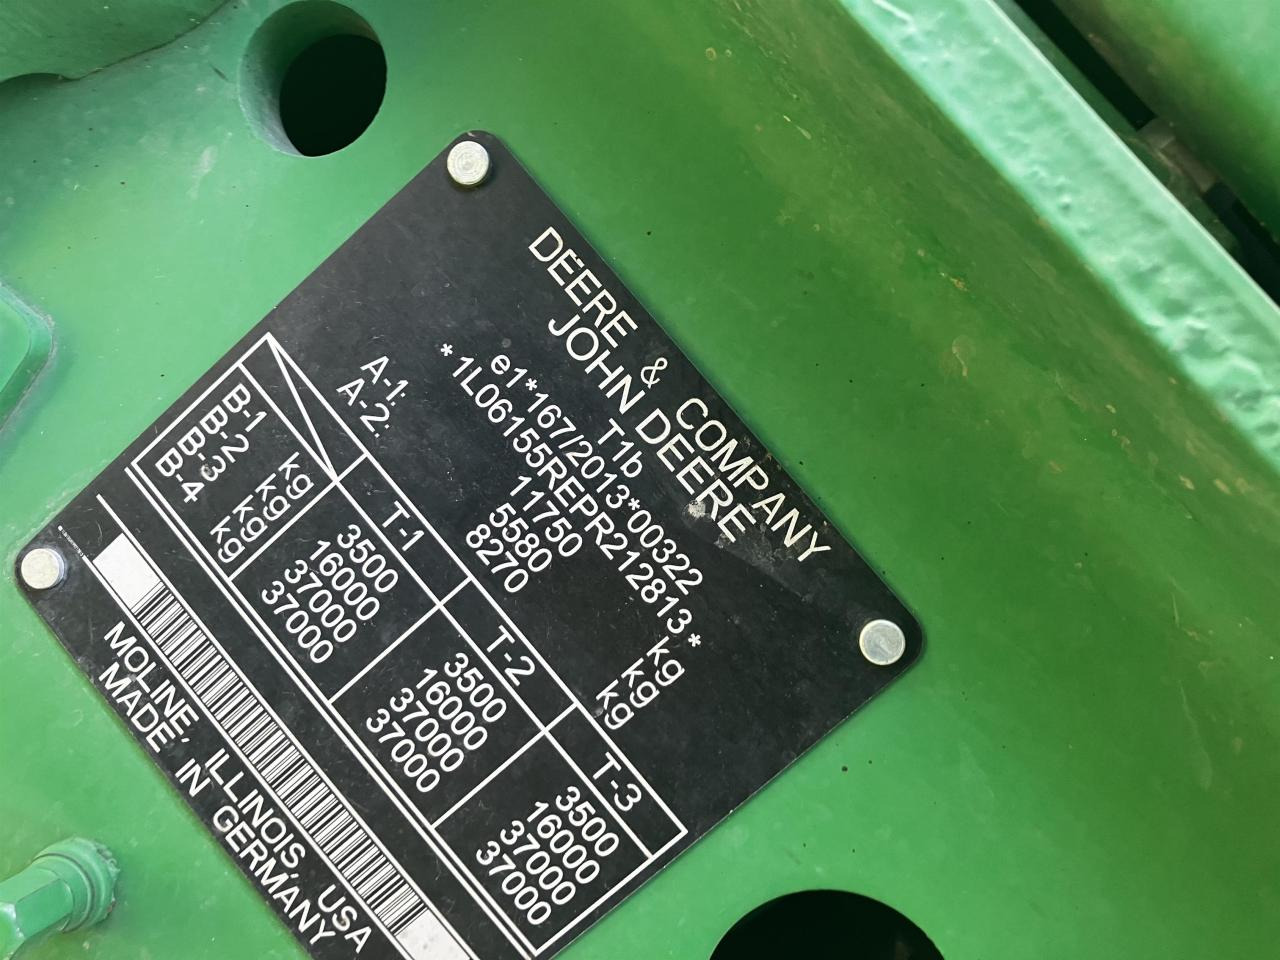 DEERE & COMPANY
JOHN DEERE
T1b
e1*167/2013*00322
*1L06155REPR212813*
11750 kg
A-1: 5580 kg
A-2: 8270 kg
T-1 T-2 T-3
B-1 kg 3500 3500 3500
B-2 kg 16000 16000 16000
B-3 kg 37000 37000 37000
B-4 kg 37000 37000 37000
MOLINE, ILLINOIS, USA
MADE IN GERMANY